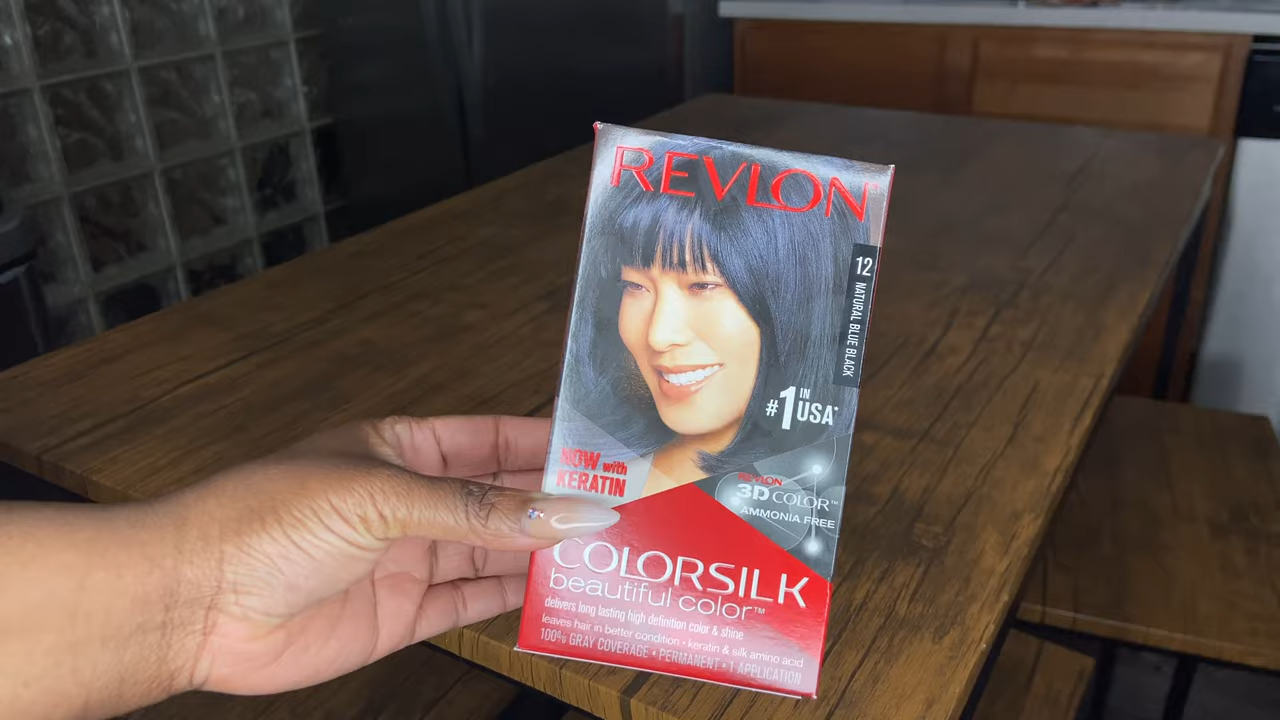 REVLON®
12 NATURAL BLUE BLACK
#1 IN USA*
NOW with
KERATIN
REVLON
3D COLOR™
AMMONIA FREE
COLORSILK
beautiful color™
delivers long lasting high definition color & shine
leaves hair in better condition • keratin & silk amino acid
100% GRAY COVERAGE • PERMANENT • 1 APPLICATION